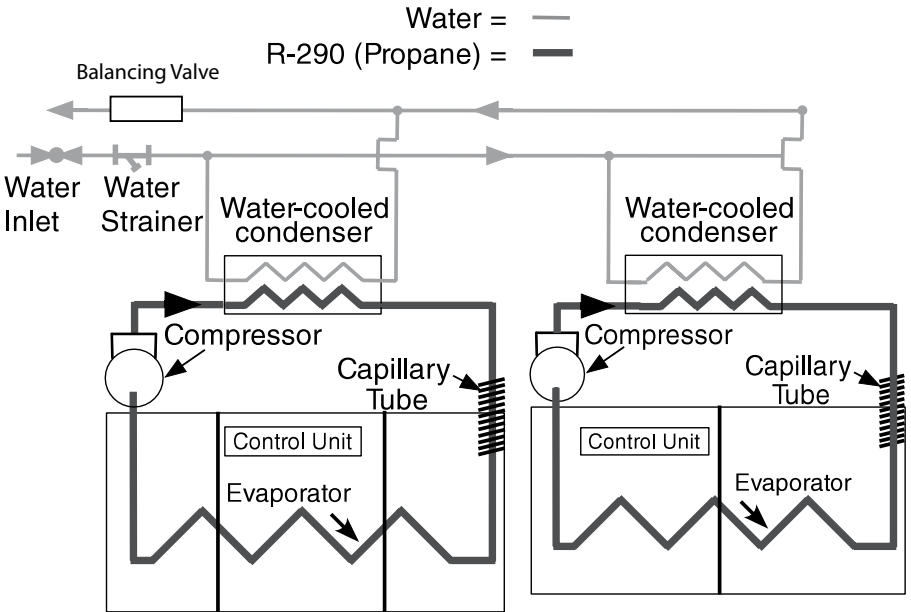 Water =
R-290 (Propane) =
Balancing Valve
Water
Inlet
Water
Strainer
Water-cooled
condenser
Water-cooled
condenser
Compressor
Capillary
Tube
Compressor
Capillary
Tube
Control Unit
Evaporator
Control Unit
Evaporator